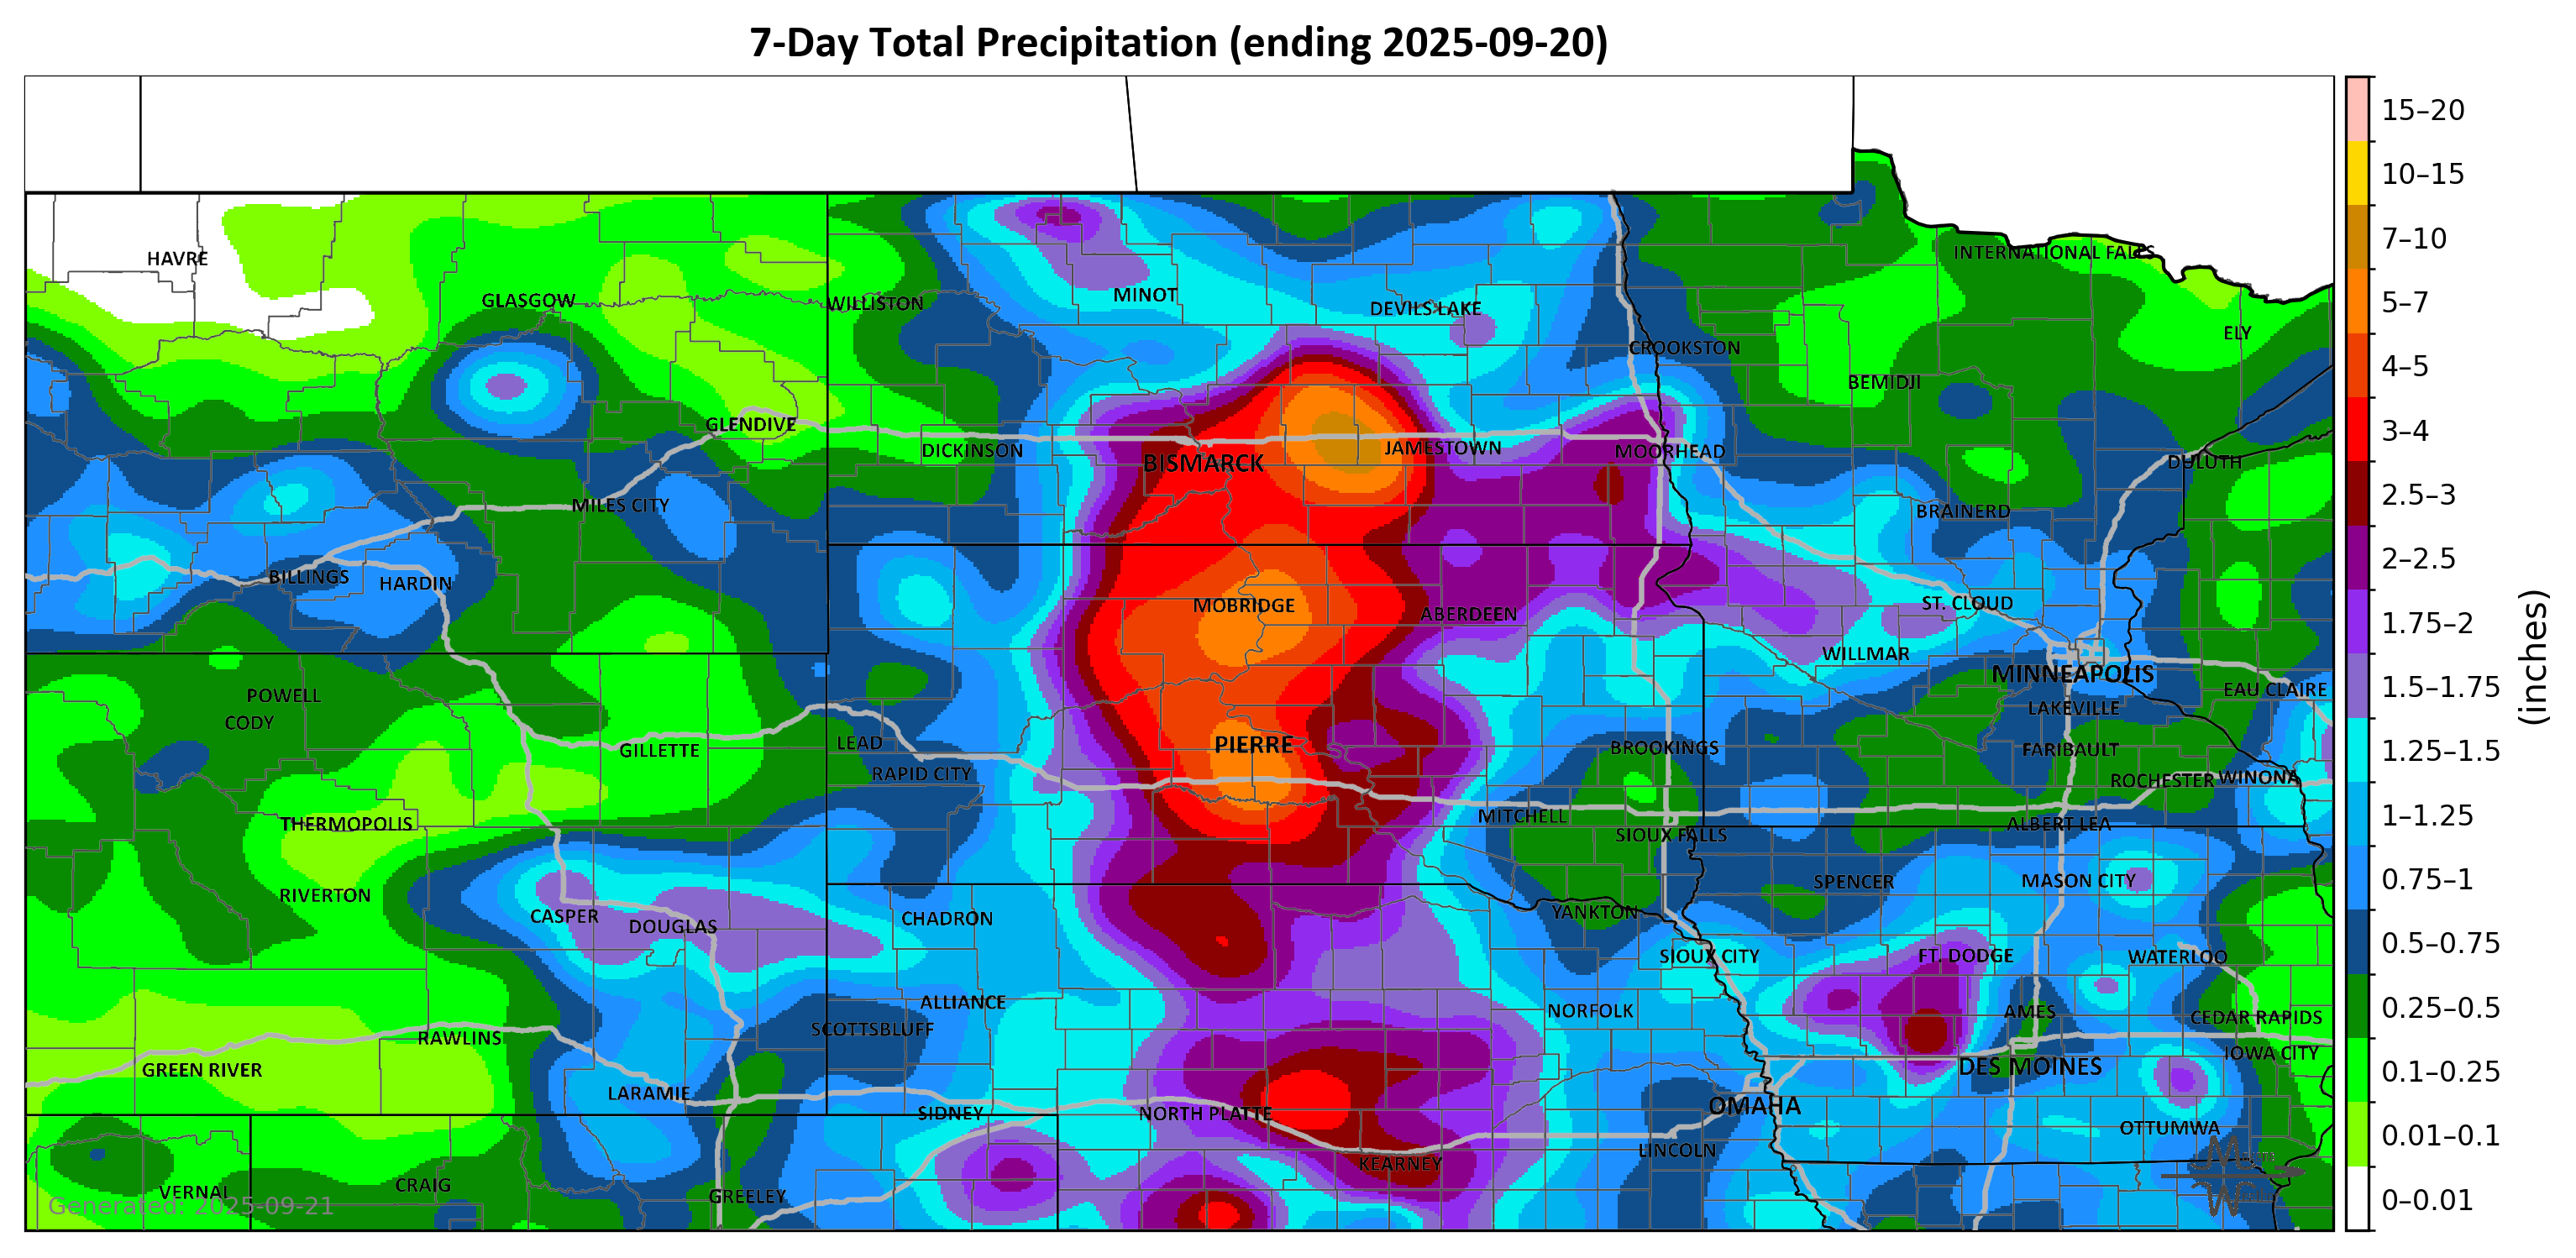 7-Day Total Precipitation (ending 2025-09-20)
15–20
10–15
7–10
5–7
4–5
3–4
2.5–3
2–2.5
1.75–2
1.5–1.75
1.25–1.5
1–1.25
0.75–1
0.5–0.75
0.25–0.5
0.1–0.25
0.01–0.1
0–0.01
(inches)
HAVRE
INTERNATIONAL FALLS
GLASGOW
WILLISTON
MINOT
DEVILS LAKE
ELY
CROOKSTON
BEMIDJI
GLENDIVE
DICKINSON
BISMARCK
JAMESTOWN
MOORHEAD
DULUTH
MILES CITY
BRAINERD
BILLINGS
HARDIN
MOBRIDGE
ABERDEEN
ST. CLOUD
WILLMAR
MINNEAPOLIS
EAU CLAIRE
POWELL
CODY
LAKEVILLE
GILLETTE
LEAD
PIERRE
BROOKINGS
FARIBAULT
RAPID CITY
ROCHESTER
WINONA
THERMOPOLIS
MITCHELL
SIOUX FALLS
ALBERT LEA
RIVERTON
CASPER
DOUGLAS
CHADRON
YANKTON
SPENCER
MASON CITY
SIOUX CITY
FT. DODGE
WATERLOO
ALLIANCE
NORFOLK
AMES
CEDAR RAPIDS
SCOTTSBLUFF
RAWLINS
IOWA CITY
GREEN RIVER
DES MOINES
LARAMIE
SIDNEY
NORTH PLATTE
OMAHA
OTTUMWA
KEARNEY
LINCOLN
VERNAL
CRAIG
GREELEY
Generated: 2025-09-21